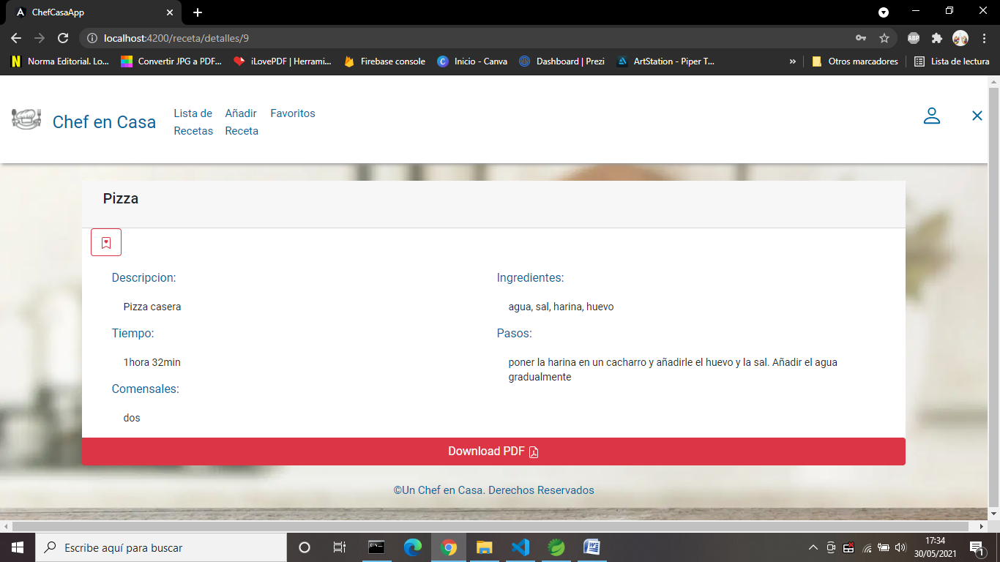 ChefCasaApp
localhost:4200/receta/detalles/9
ABP
N Norma Editorial. Lo... Convertir JPG a PDF... iLovePDF | Herrami... Firebase console C Inicio - Canva Dashboard | Prezi ArtStation - Piper T... » Otros marcadores Lista de lectura
Chef en Casa
Lista de Recetas
Añadir Receta
Favoritos
Pizza
Descripcion:
Pizza casera
Tiempo:
1hora 32min
Comensales:
dos
Ingredientes:
agua, sal, harina, huevo
Pasos:
poner la harina en un cacharro y añadirle el huevo y la sal. Añadir el agua
gradualmente
Download PDF
©Un Chef en Casa. Derechos Reservados
Escribe aquí para buscar
17:34
30/05/2021
1